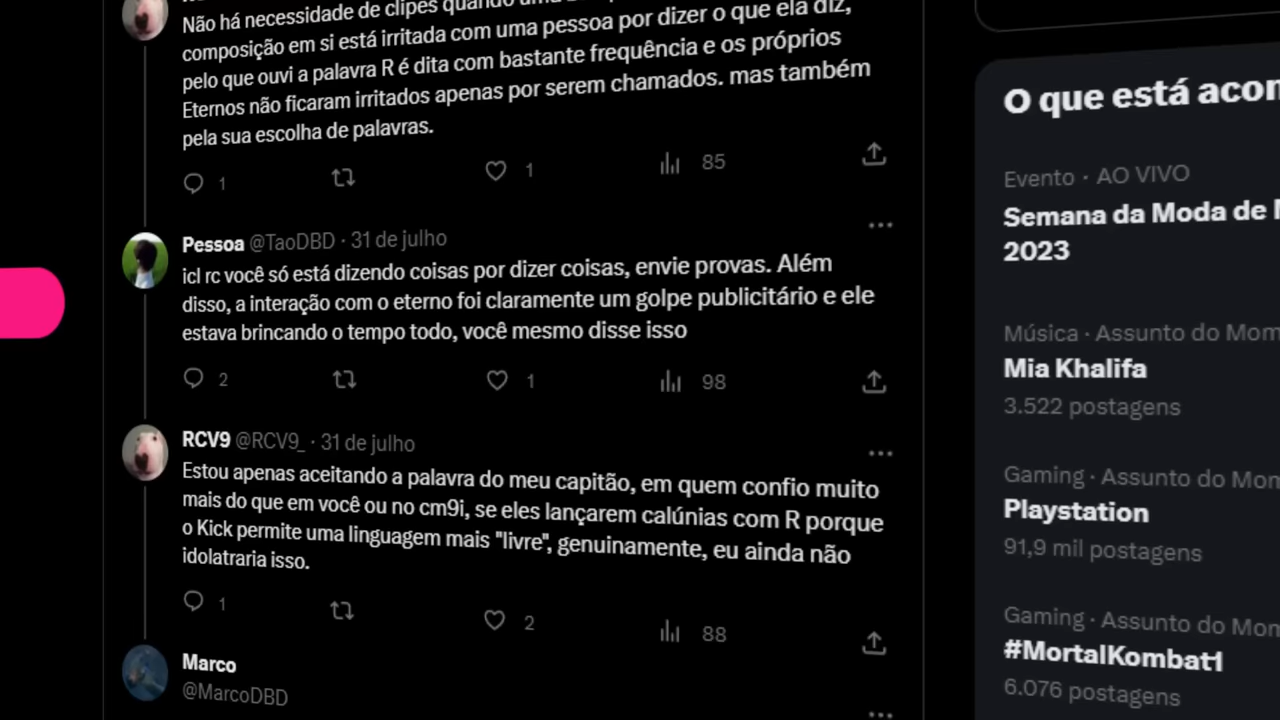 Não há necessidade de clipes quando uma
composição em si está irritada com uma pessoa por dizer o que ela diz,
pelo que ouvi a palavra R é dita com bastante frequência e os próprios
Eternos não ficaram irritados apenas por serem chamados. mas também
pela sua escolha de palavras.
1
1
85
Pessoa @TaoDBD · 31 de julho
icl rc você só está dizendo coisas por dizer coisas, envie provas. Além
disso, a interação com o eterno foi claramente um golpe publicitário e ele
estava brincando o tempo todo, você mesmo disse isso
2
1
98
RCV9 @RCV9_ · 31 de julho
Estou apenas aceitando a palavra do meu capitão, em quem confio muito
mais do que em você ou no cm9i, se eles lançarem calúnias com R porque
o Kick permite uma linguagem mais "livre", genuinamente, eu ainda não
idolatraria isso.
1
2
88
Marco
@MarcoDBD
O que está acon
Evento · AO VIVO
Semana da Moda de
2023
Música · Assunto do Mom
Mia Khalifa
3.522 postagens
Gaming · Assunto do Mom
Playstation
91,9 mil postagens
Gaming · Assunto do Mom
#MortalKombat1
6.076 postagens